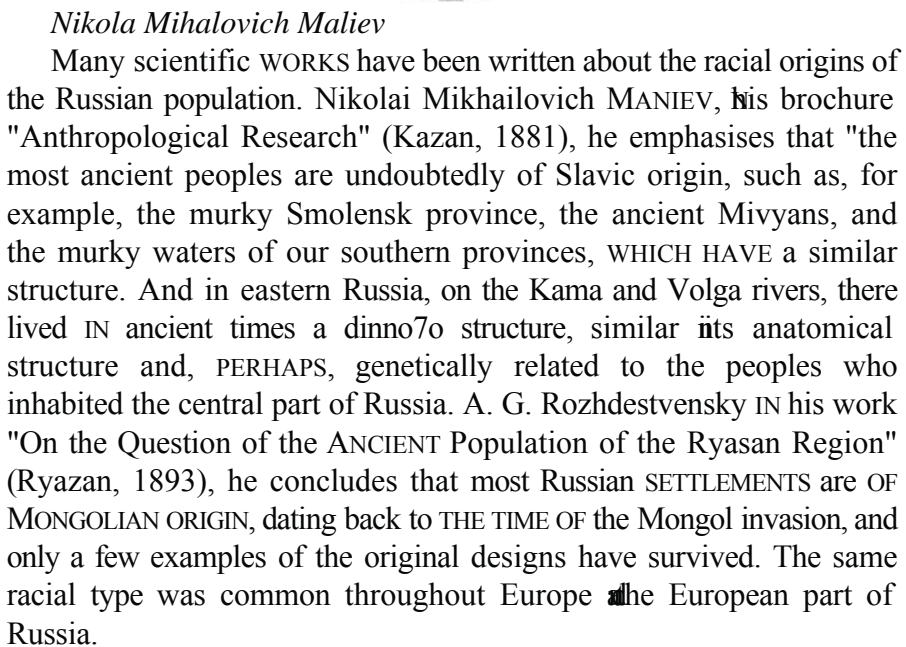 Nikola Mihalovich Maliev
Many scientific WORKS have been written about the racial origins of
the Russian population. Nikolai Mikhailovich MANIEV, his brochure
"Anthropological Research" (Kazan, 1881), he emphasises that "the
most ancient peoples are undoubtedly of Slavic origin, such as, for
example, the murky Smolensk province, the ancient Mivyans, and
the murky waters of our southern provinces, WHICH HAVE a similar
structure. And in eastern Russia, on the Kama and Volga rivers, there
lived IN ancient times a dinno7o structure, similar its anatomical
structure and, PERHAPS, genetically related to the peoples who
inhabited the central part of Russia. A. G. Rozhdestvensky IN his work
"On the Question of the ANCIENT Population of the Ryasan Region"
(Ryazan, 1893), he concludes that most Russian SETTLEMENTS are OF
MONGOLIAN ORIGIN, dating back to THE TIME OF the Mongol invasion, and
only a few examples of the original designs have survived. The same
racial type was common throughout Europe the European part of
Russia.